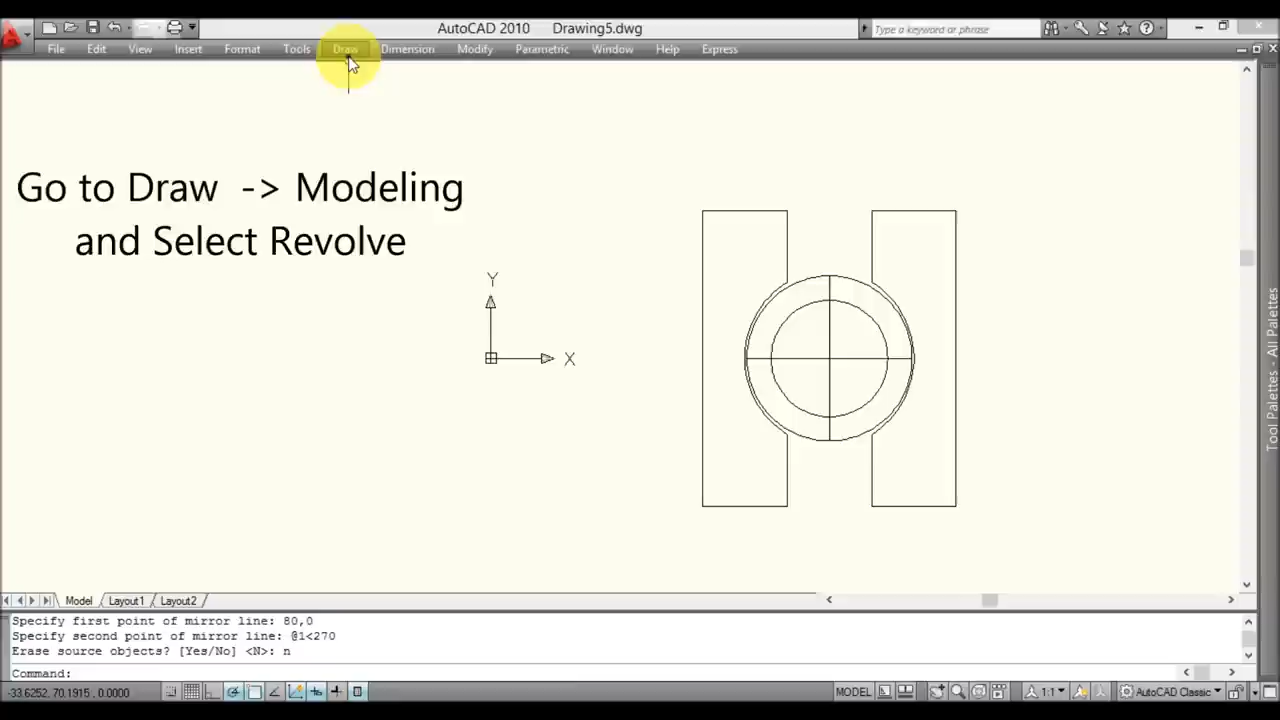 AutoCAD 2010 Drawing5.dwg
Type a keyword or phrase
File Edit View Insert Format Tools Draw Dimension Modify Parametric Window Help Express
Go to Draw -> Modeling
and Select Revolve
Y
X
Tool Palettes - All Palettes
Model Layout1 Layout2
Specify first point of mirror line: 80,0
Specify second point of mirror line: @1<270
Erase source objects? [Yes/No] <N>: n
Command:
-33.6252, 70.1915 , 0.0000 MODEL 1:1 AutoCAD Classic